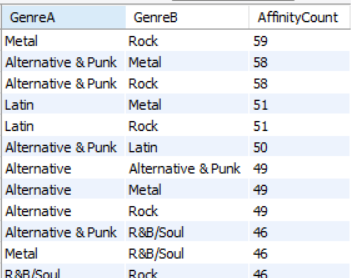 GenreA GenreB AffinityCount
Metal Rock 59
Alternative & Punk Metal 58
Alternative & Punk Rock 58
Latin Metal 51
Latin Rock 51
Alternative & Punk Latin 50
Alternative Alternative & Punk 49
Alternative Metal 49
Alternative Rock 49
Alternative & Punk R&B/Soul 46
Metal R&B/Soul 46
R&B/Soul Rock 46